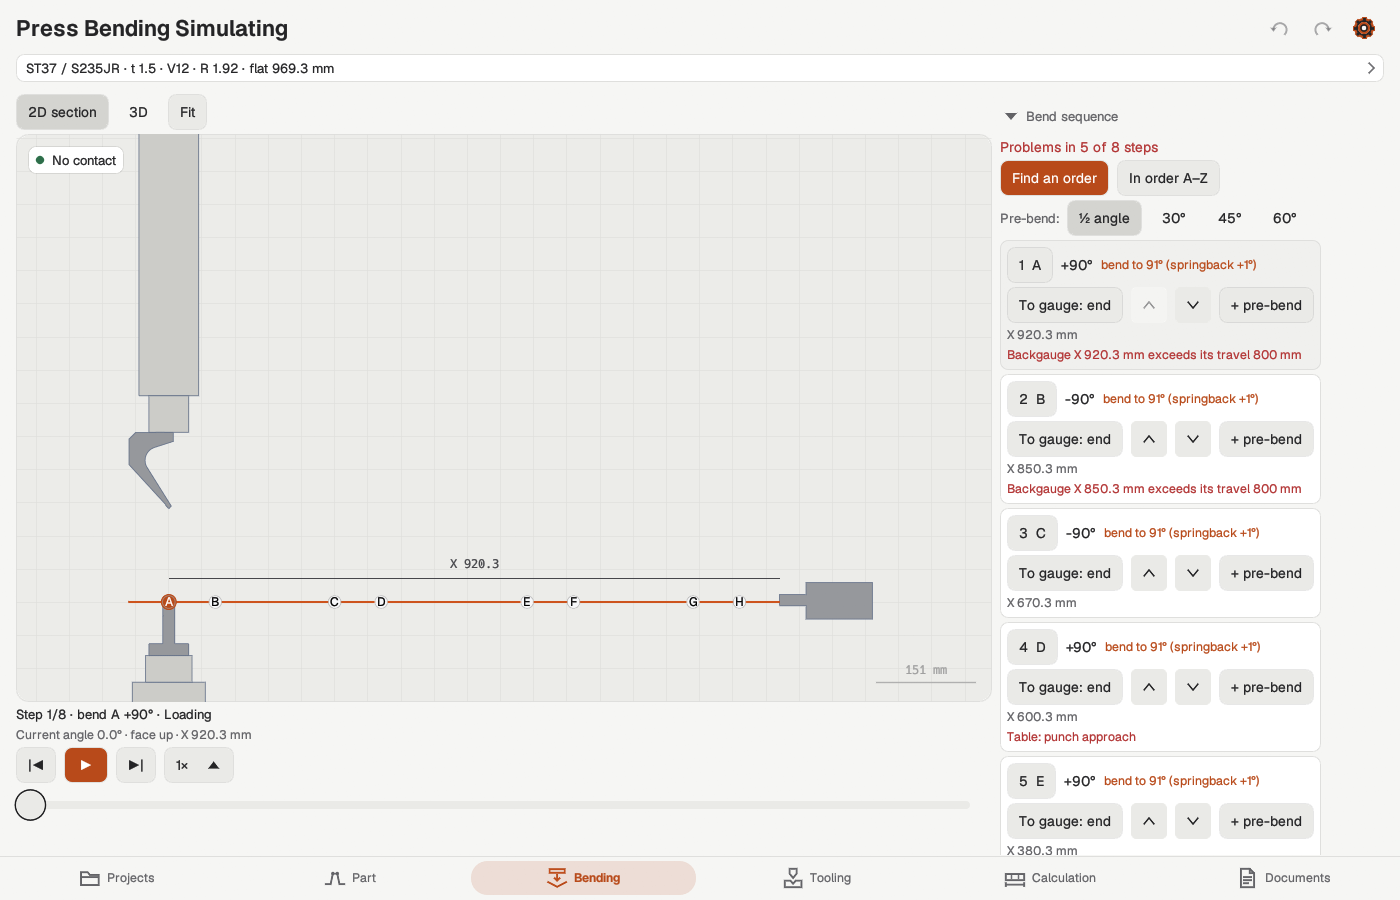 Press Bending Simulating
ST37 / S235JR · t 1.5 · V12 · R 1.92 · flat 969.3 mm
2D section
3D
Fit
No contact
X 920.3
A
B
C
D
E
F
G
H
151 mm
Step 1/8 · bend A +90° · Loading
Current angle 0.0° · face up · X 920.3 mm
1×
Bend sequence
Problems in 5 of 8 steps
Find an order
In order A–Z
Pre-bend:
½ angle
30°
45°
60°
1 A +90° bend to 91° (springback +1°)
To gauge: end
+ pre-bend
X 920.3 mm
Backgauge X 920.3 mm exceeds its travel 800 mm
2 B -90° bend to 91° (springback +1°)
To gauge: end
+ pre-bend
X 850.3 mm
Backgauge X 850.3 mm exceeds its travel 800 mm
3 C -90° bend to 91° (springback +1°)
To gauge: end
+ pre-bend
X 670.3 mm
4 D +90° bend to 91° (springback +1°)
To gauge: end
+ pre-bend
X 600.3 mm
Table: punch approach
5 E +90° bend to 91° (springback +1°)
To gauge: end
+ pre-bend
X 380.3 mm
Projects
Part
Bending
Tooling
Calculation
Documents